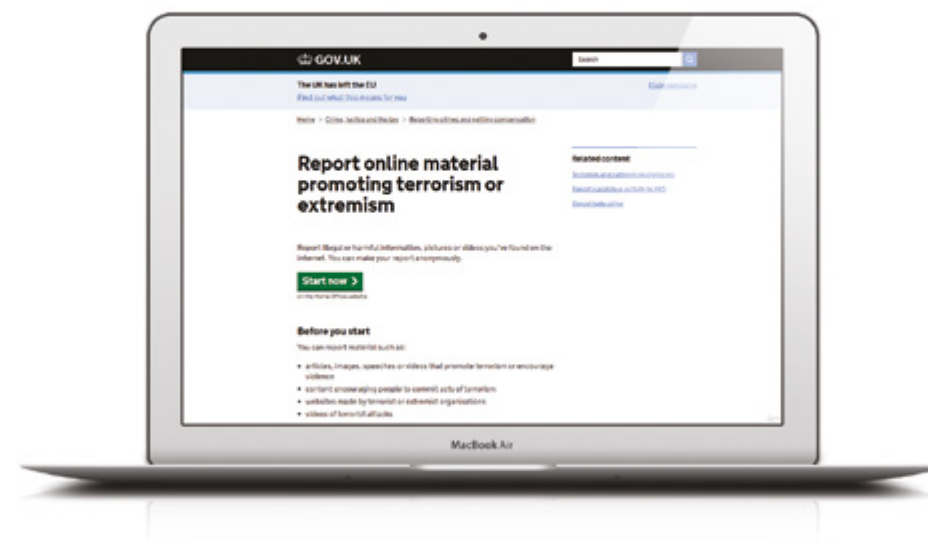 GOV.UK
Search
The UK has left the EU
Find out what this means for you
Home > Crime, justice and the law > Reporting crimes and getting compensation
Report online material
promoting terrorism or
extremism
Report illegal or harmful information, pictures or videos you've found on the
internet. You can make your report anonymously.
Start now
on the Home Office website
Before you start
You can report material such as:
• articles, images, speeches or videos that promote terrorism or encourage
violence
• content encouraging people to commit acts of terrorism
• websites made by terrorist or extremist organisations
• videos of terrorist attacks
Related content
MacBook Air